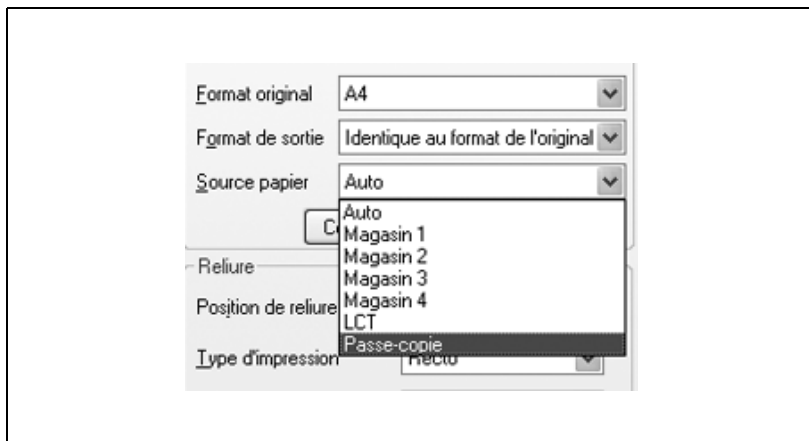 Format original A4
Format de sortie Identique au format de l'original
Source papier Auto
Auto
Magasin 1
Magasin 2
Reliure
Magasin 3
Magasin 4
Position de reliure
LCT
Passe-copie
Type d'impression Recto